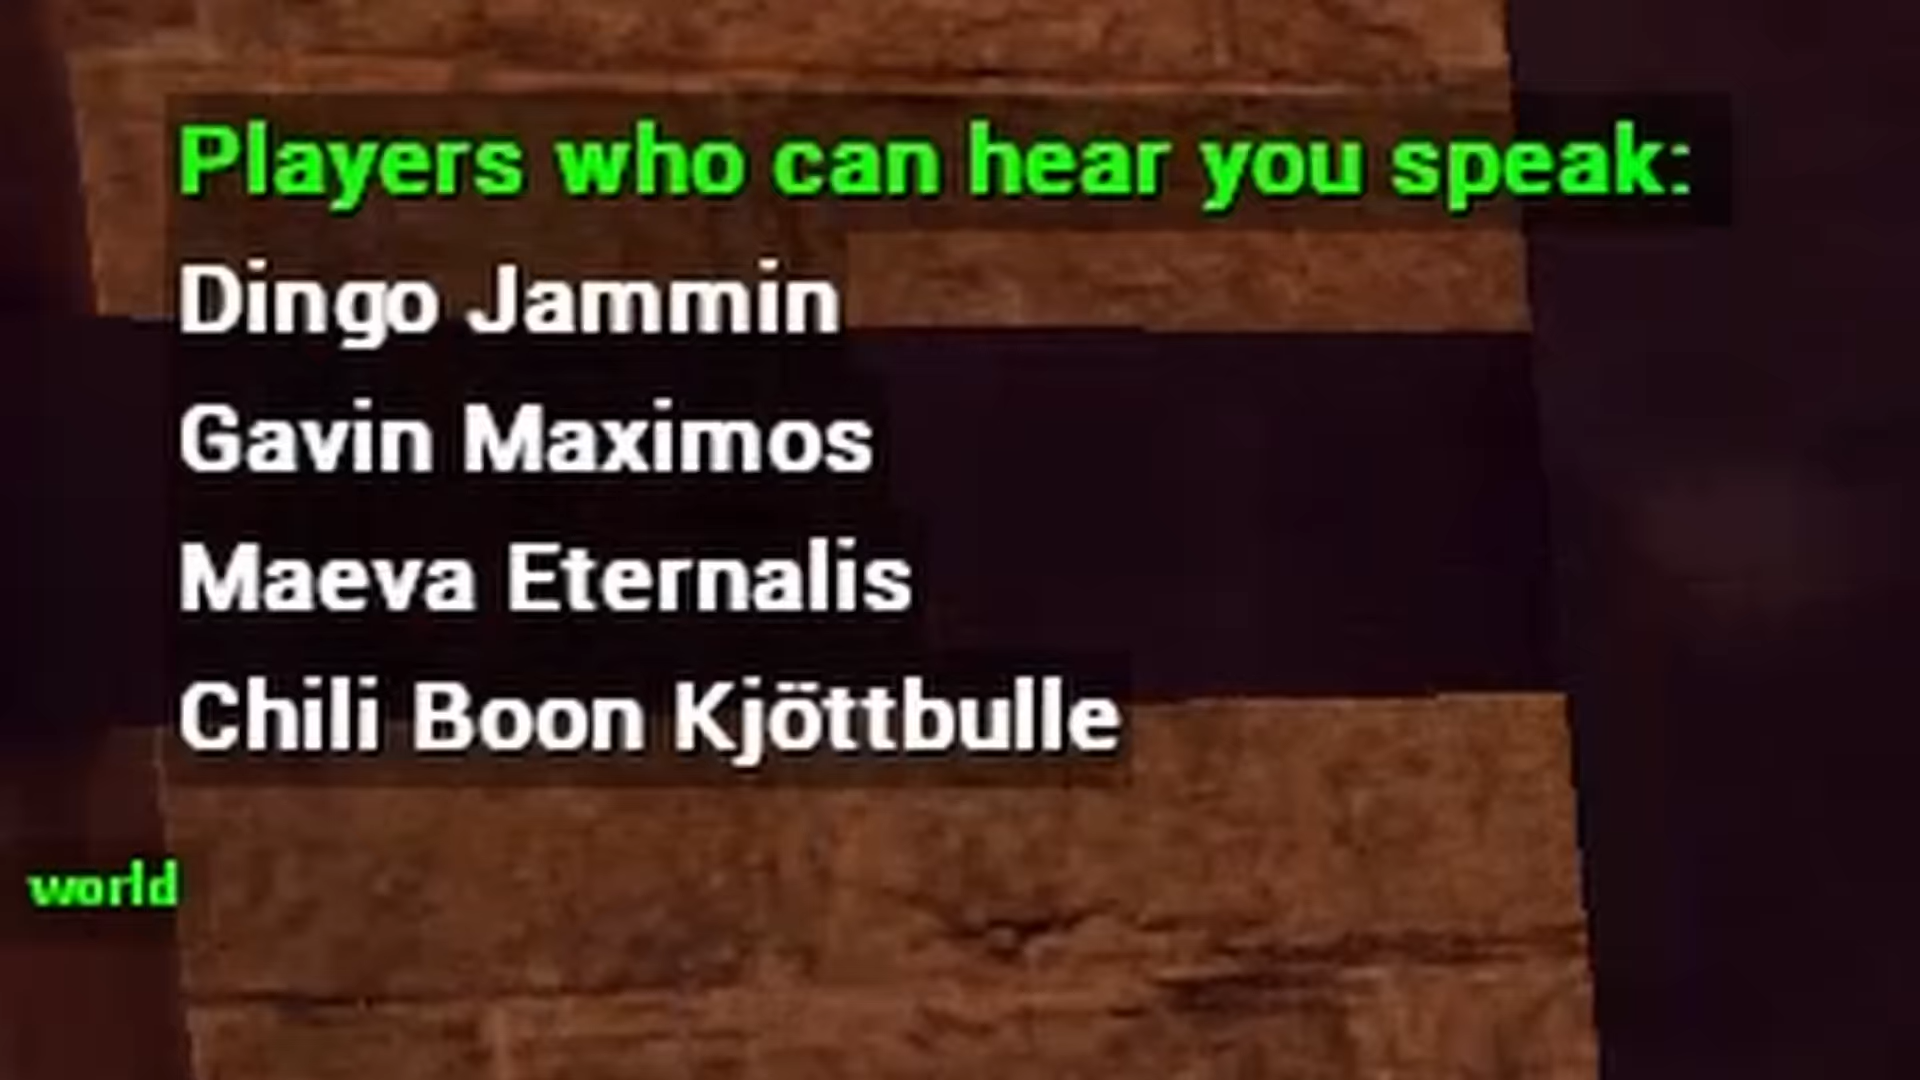 Players who can hear you speak:
Dingo Jammin
Gavin Maximos
Maeva Eternalis
Chili Boon Kjöttbulle
world